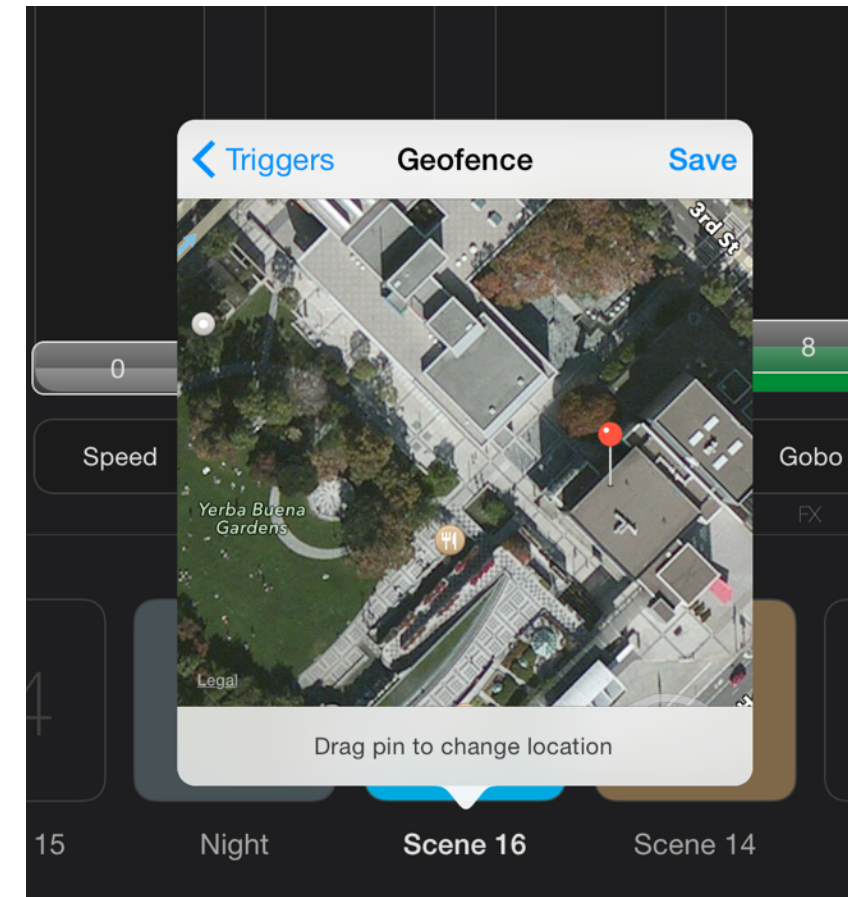 Triggers
Geofence
Save
3rd St
0
8
Speed
Gobo
Yerba Buena
Gardens
FX
4
Legal
H
Drag pin to change location
15
Night
Scene 16
Scene 14